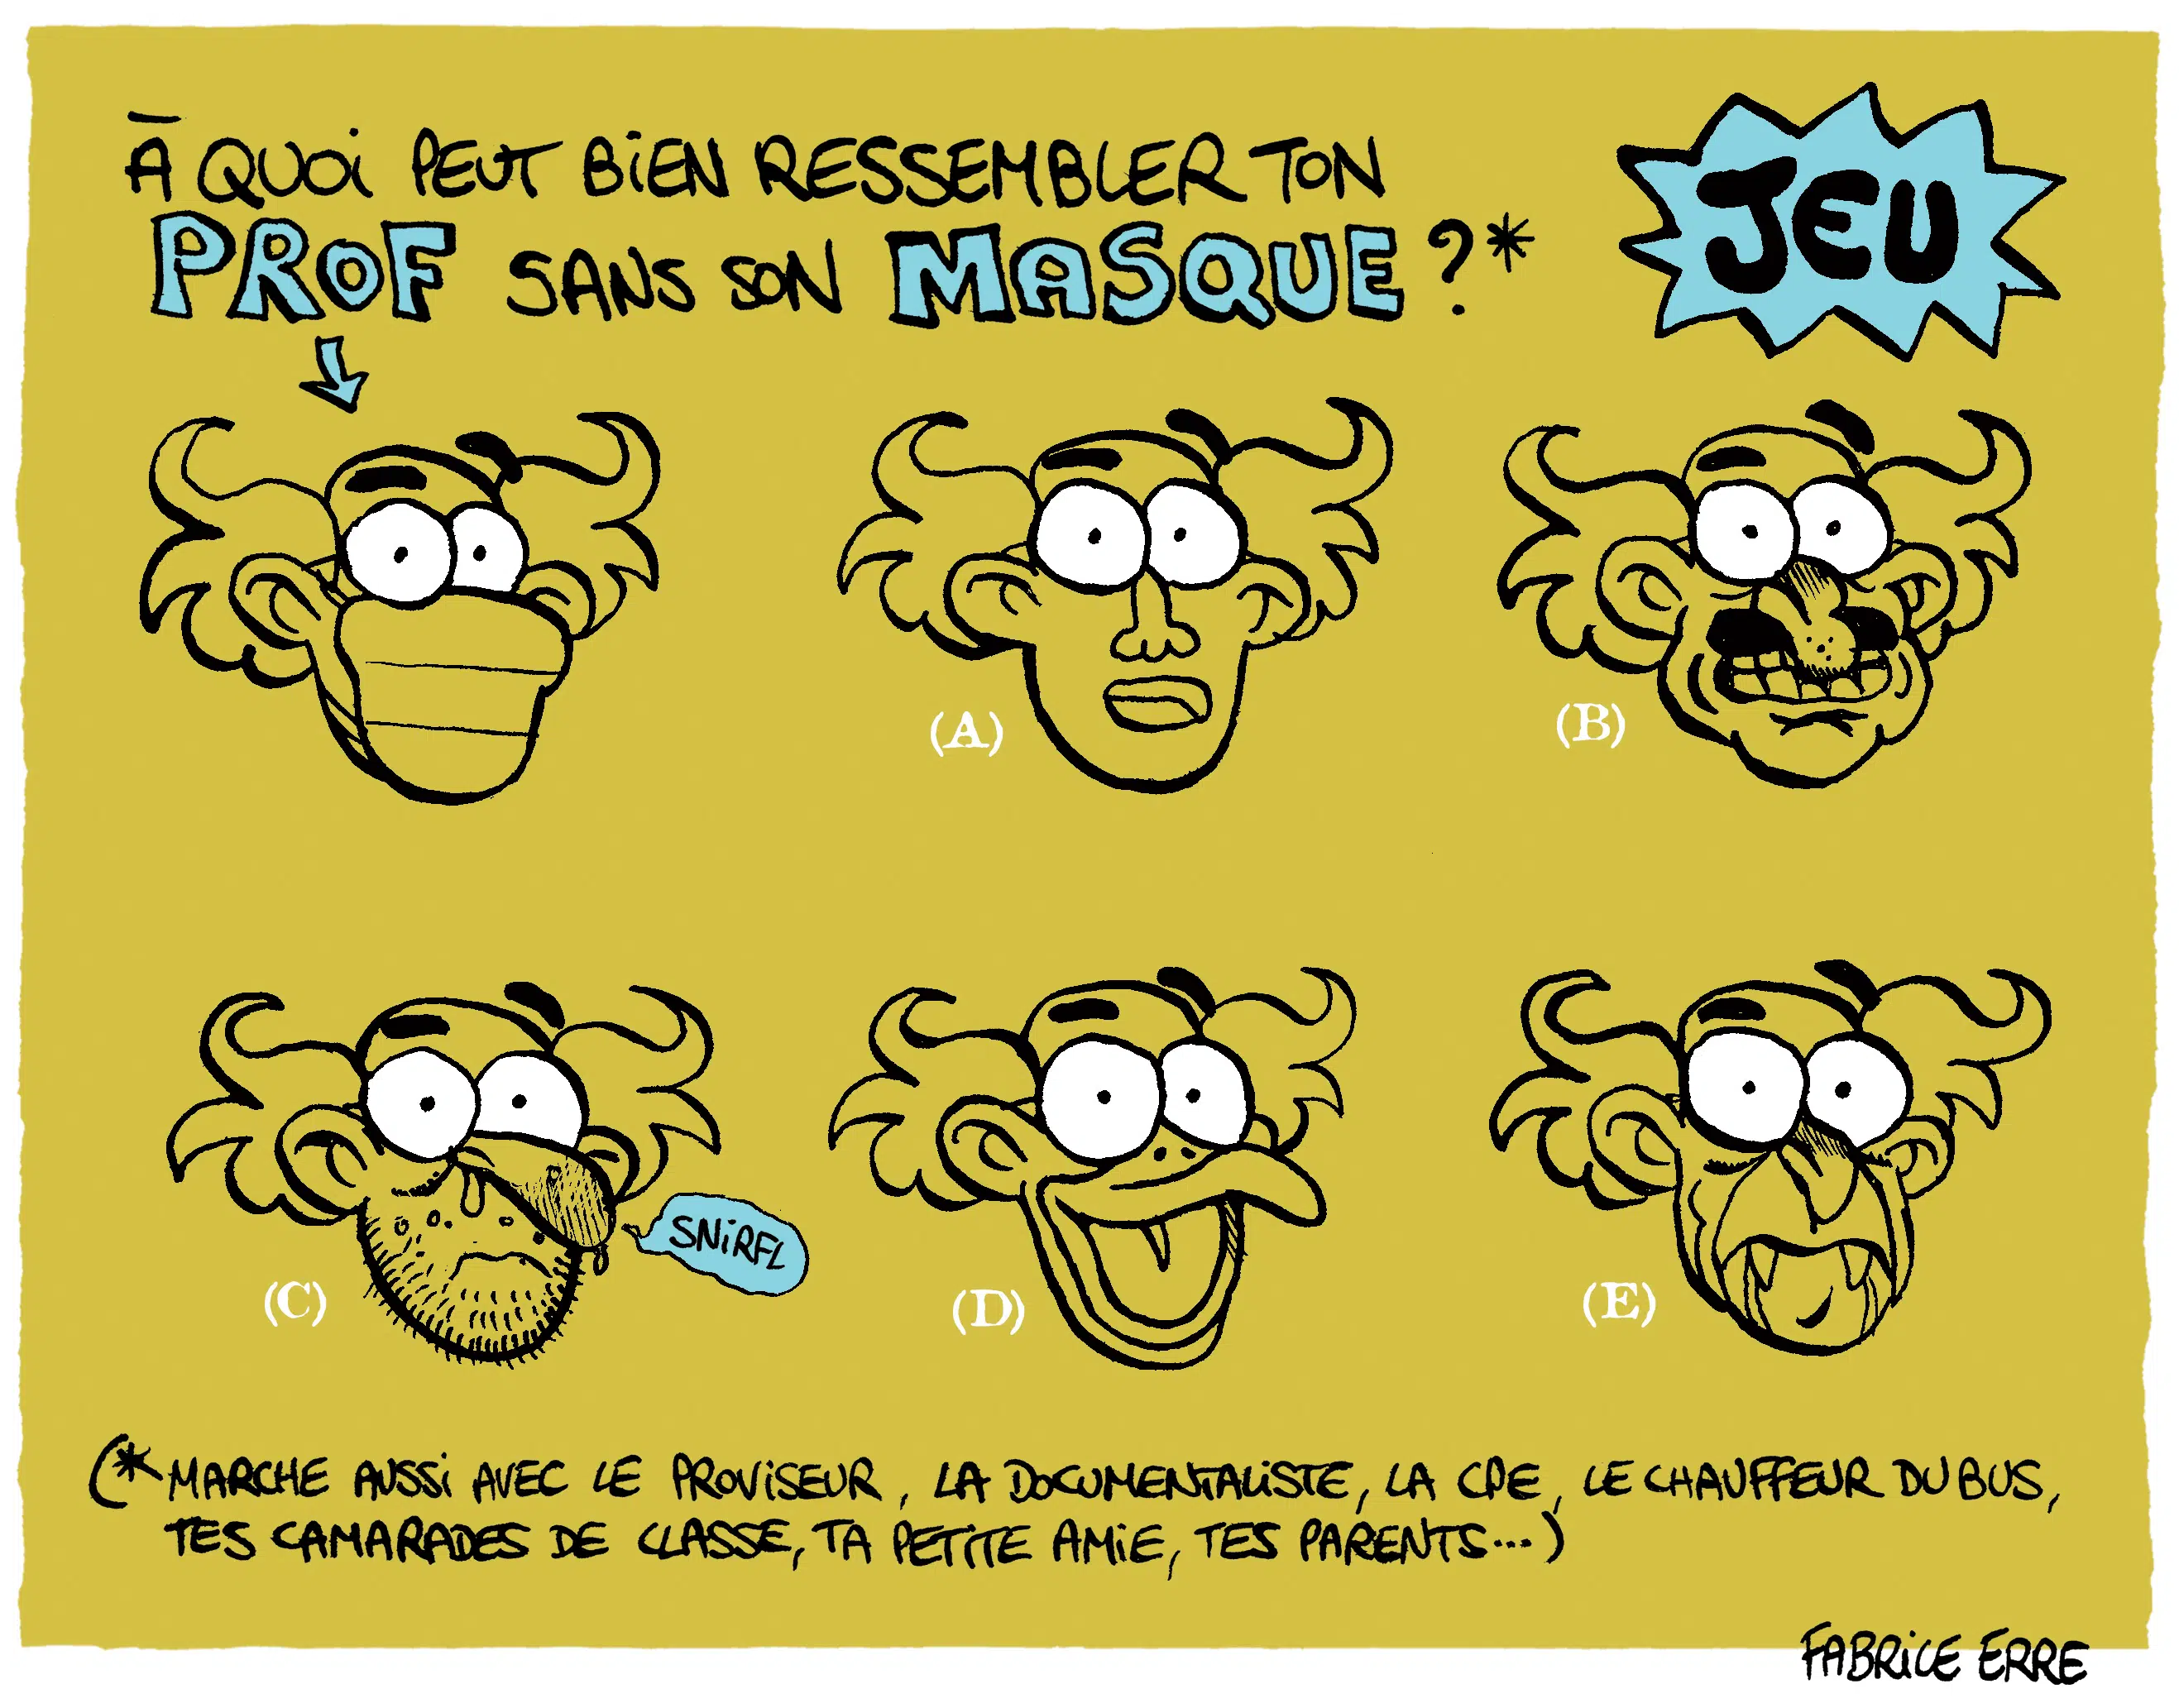 À QUOI PEUT BIEN RESSEMBLER TON
PROF SANS SON MASQUE ?*
JEU
(A)
(B)
SNIRFL
(C)
(D)
(E)
(* MARCHE AUSSI AVEC LE PROVISEUR, LA DOCUMENTALISTE, LA CPE, LE CHAUFFEUR DU BUS,
TES CAMARADES DE CLASSE, TA PETITE AMIE, TES PARENTS...)
FABRICE ERRE